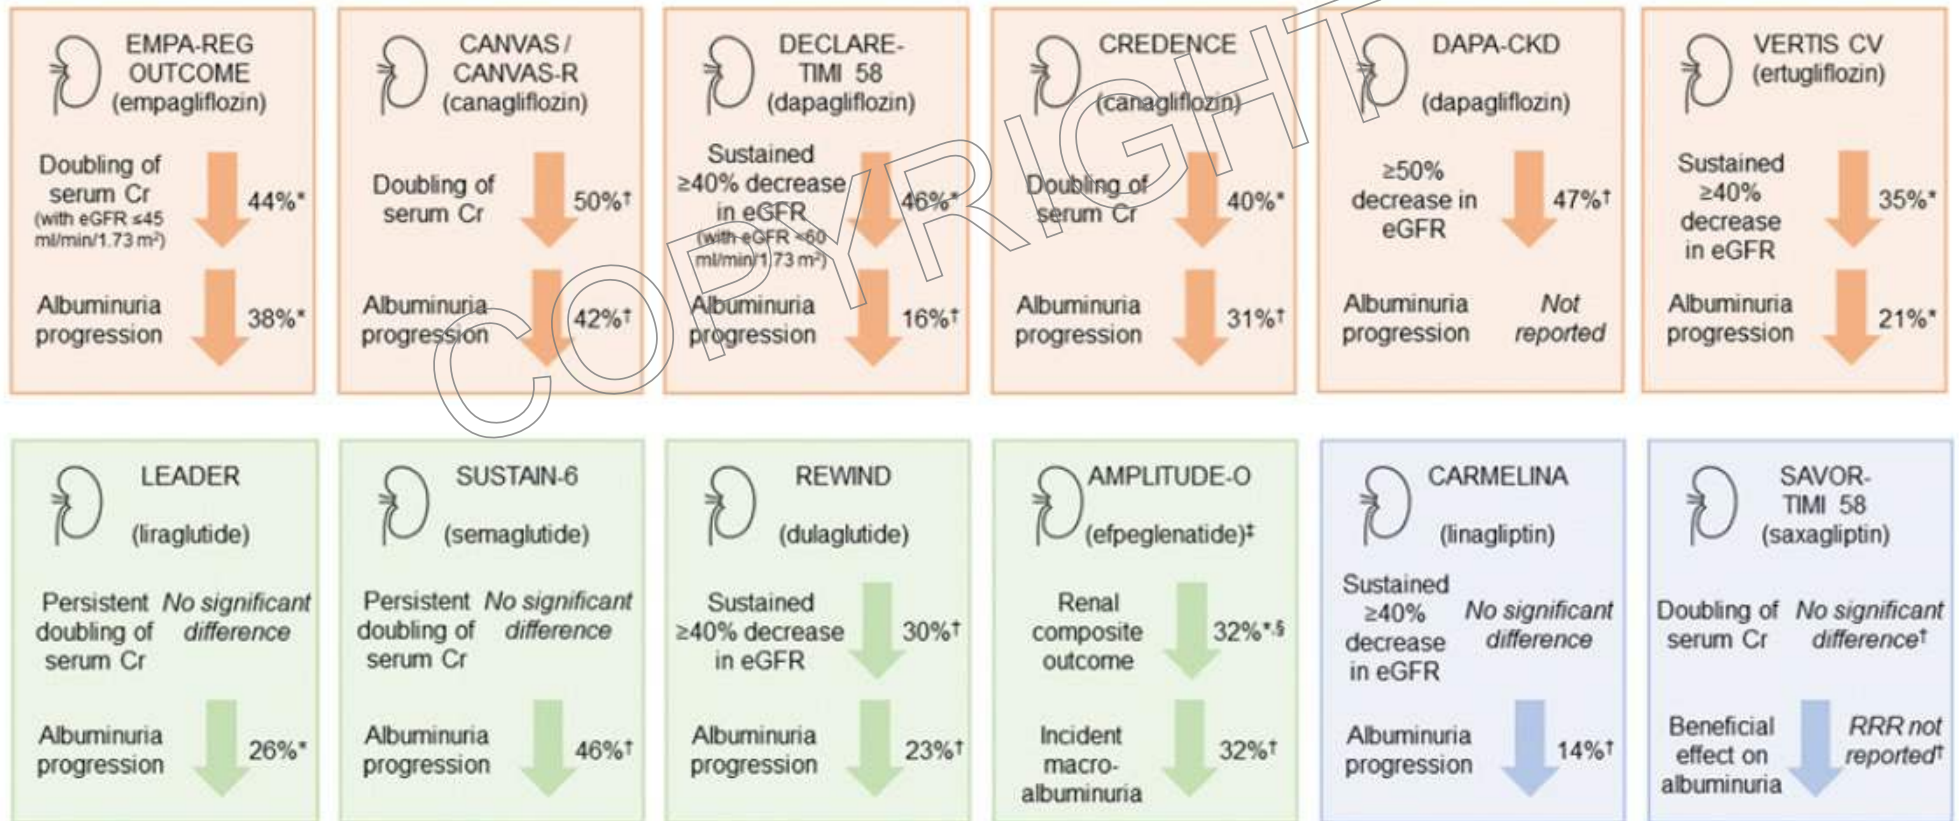 EMPA-REG
OUTCOME
(empagliflozin)
Doubling of
serum Cr
(with eGFR ≤45
ml/min/1.73 m²)
44%*
Albuminuria
progression
38%*
CANVAS /
CANVAS-R
(canagliflozin)
Doubling of
serum Cr
50%†
Albuminuria
progression
42%†
DECLARE-
TIMI 58
(dapagliflozin)
Sustained
≥40% decrease
in eGFR
(with eGFR <60
ml/min/1.73 m²)
46%*
Albuminuria
progression
16%†
CREDENCE
(canagliflozin)
Doubling of
serum Cr
40%*
Albuminuria
progression
31%†
DAPA-CKD
(dapagliflozin)
≥50%
decrease in
eGFR
47%†
Albuminuria
progression
Not
reported
VERTIS CV
(ertugliflozin)
Sustained
≥40%
decrease
in eGFR
35%*
Albuminuria
progression
21%*
COPYRIGHT
LEADER
(liraglutide)
Persistent
doubling of
serum Cr
No significant
difference
Albuminuria
progression
26%*
SUSTAIN-6
(semaglutide)
Persistent
doubling of
serum Cr
No significant
difference
Albuminuria
progression
46%†
REWIND
(dulaglutide)
Sustained
≥40% decrease
in eGFR
30%†
Albuminuria
progression
23%†
AMPLITUDE-O
(efpeglenatide)‡
Renal
composite
outcome
32%*,§
Incident
macro-
albuminuria
32%†
CARMELINA
(linagliptin)
Sustained
≥40%
decrease
in eGFR
No significant
difference
Albuminuria
progression
14%†
SAVOR-
TIMI 58
(saxagliptin)
Doubling of
serum Cr
No significant
difference†
Beneficial
effect on
albuminuria
RRR not
reported†